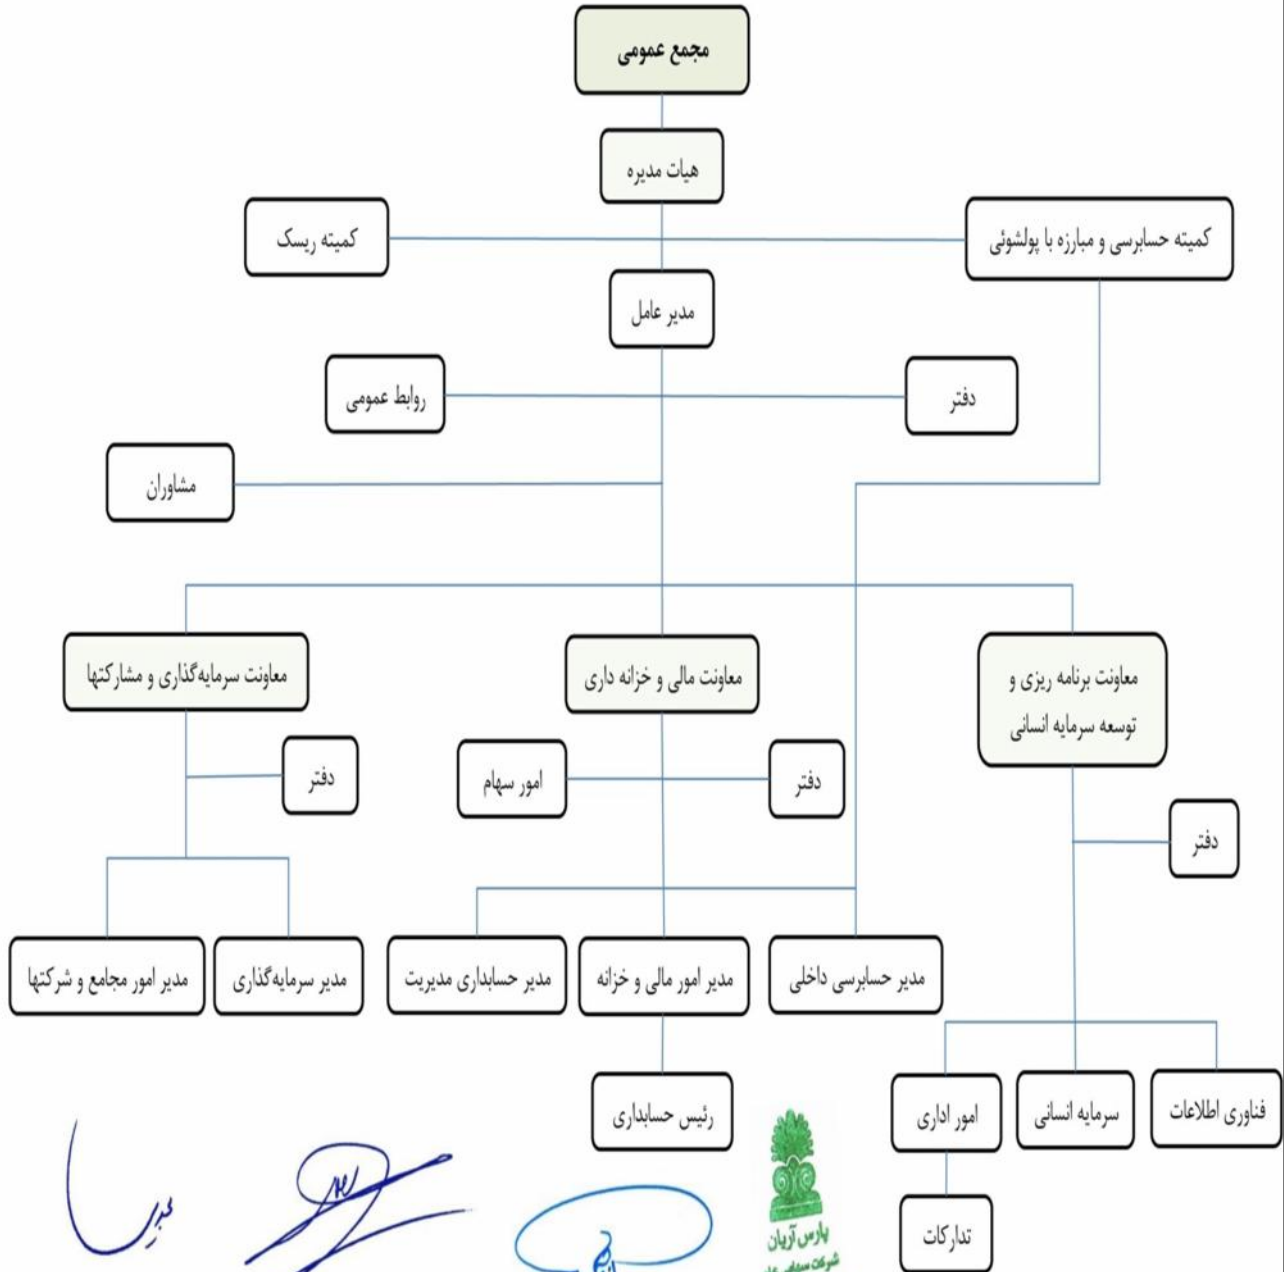 مجمع عمومی
هیات مدیره
کمیته حسابرسی و مبارزه با پولشوئی
کمیته ریسک
مدیر عامل
دفتر
روابط عمومی
مشاوران
معاونت برنامه ریزی و
توسعه سرمایه انسانی
معاونت مالی و خزانه داری
معاونت سرمایه‌گذاری و مشارکتها
دفتر
دفتر
امور سهام
دفتر
مدیر حسابرسی داخلی
مدیر امور مالی و خزانه
مدیر حسابداری مدیریت
مدیر سرمایه‌گذاری
مدیر امور مجامع و شرکتها
فناوری اطلاعات
سرمایه انسانی
امور اداری
رئیس حسابداری
تدارکات
پارس آریان
شرکت سهامی